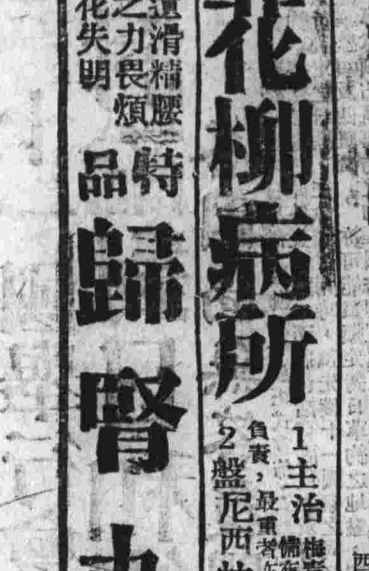 花柳病所
1主治
負責，最重者
2盤尼西
遺滑精腰
之力畏煩
花失明
特品
歸腎